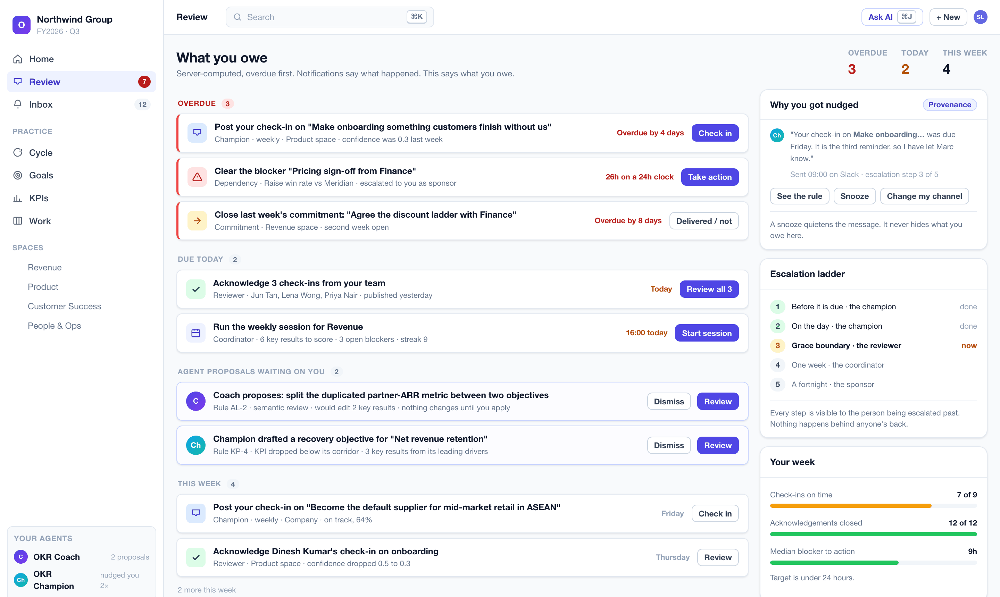 O
Northwind Group
FY2026 · Q3
Home
Review
7
Inbox
12
PRACTICE
Cycle
Goals
KPIs
Work
SPACES
Revenue
Product
Customer Success
People & Ops
YOUR AGENTS
C
OKR Coach
2 proposals
Ch
OKR
Champion
nudged you
2×
Review
Search
⌘K
Ask AI
⌘J
+ New
SL
What you owe
Server-computed, overdue first. Notifications say what happened. This says what you owe.
OVERDUE
3
TODAY
2
THIS WEEK
4
OVERDUE 3
Post your check-in on "Make onboarding something customers finish without us"
Champion · weekly · Product space · confidence was 0.3 last week
Overdue by 4 days
Check in
Clear the blocker "Pricing sign-off from Finance"
Dependency · Raise win rate vs Meridian · escalated to you as sponsor
26h on a 24h clock
Take action
Close last week's commitment: "Agree the discount ladder with Finance"
Commitment · Revenue space · second week open
Overdue by 8 days
Delivered / not
DUE TODAY 2
Acknowledge 3 check-ins from your team
Reviewer · Jun Tan, Lena Wong, Priya Nair · published yesterday
Today
Review all 3
Run the weekly session for Revenue
Coordinator · 6 key results to score · 3 open blockers · streak 9
16:00 today
Start session
AGENT PROPOSALS WAITING ON YOU 2
C
Coach proposes: split the duplicated partner-ARR metric between two objectives
Rule AL-2 · semantic review · would edit 2 key results · nothing changes until you apply
Dismiss
Review
Ch
Champion drafted a recovery objective for "Net revenue retention"
Rule KP-4 · KPI dropped below its corridor · 3 key results from its leading drivers
Dismiss
Review
THIS WEEK 4
Post your check-in on "Become the default supplier for mid-market retail in ASEAN"
Champion · weekly · Company · on track, 64%
Friday
Check in
Acknowledge Dinesh Kumar's check-in on onboarding
Reviewer · Product space · confidence dropped 0.5 to 0.3
Thursday
Review
2 more this week
Why you got nudged
Provenance
Ch
"Your check-in on Make onboarding… was due
Friday. It is the third reminder, so I have let Marc
know."
Sent 09:00 on Slack · escalation step 3 of 5
See the rule
Snooze
Change my channel
A snooze quietens the message. It never hides what you
owe here.
Escalation ladder
1 Before it is due · the champion done
2 On the day · the champion done
3 Grace boundary · the reviewer now
4 One week · the coordinator
5 A fortnight · the sponsor
Every step is visible to the person being escalated past.
Nothing happens behind anyone's back.
Your week
Check-ins on time 7 of 9
Acknowledgements closed 12 of 12
Median blocker to action 9h
Target is under 24 hours.